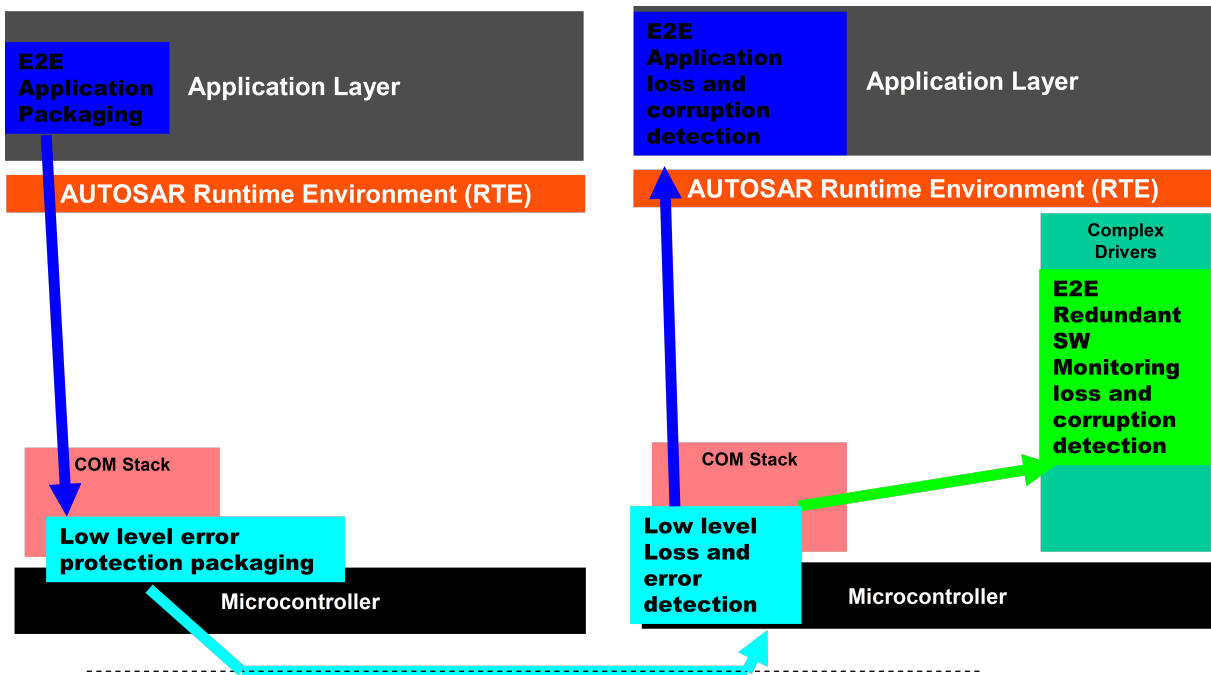 E2E
Application
Packaging
Application Layer
AUTOSAR Runtime Environment (RTE)
COM Stack
Low level error
protection packaging
Microcontroller
E2E
Application
loss and
corruption
detection
Application Layer
AUTOSAR Runtime Environment (RTE)
Complex
Drivers
E2E
Redundant
SW
Monitoring
loss and
corruption
detection
COM Stack
Low level
Loss and
error
detection
Microcontroller